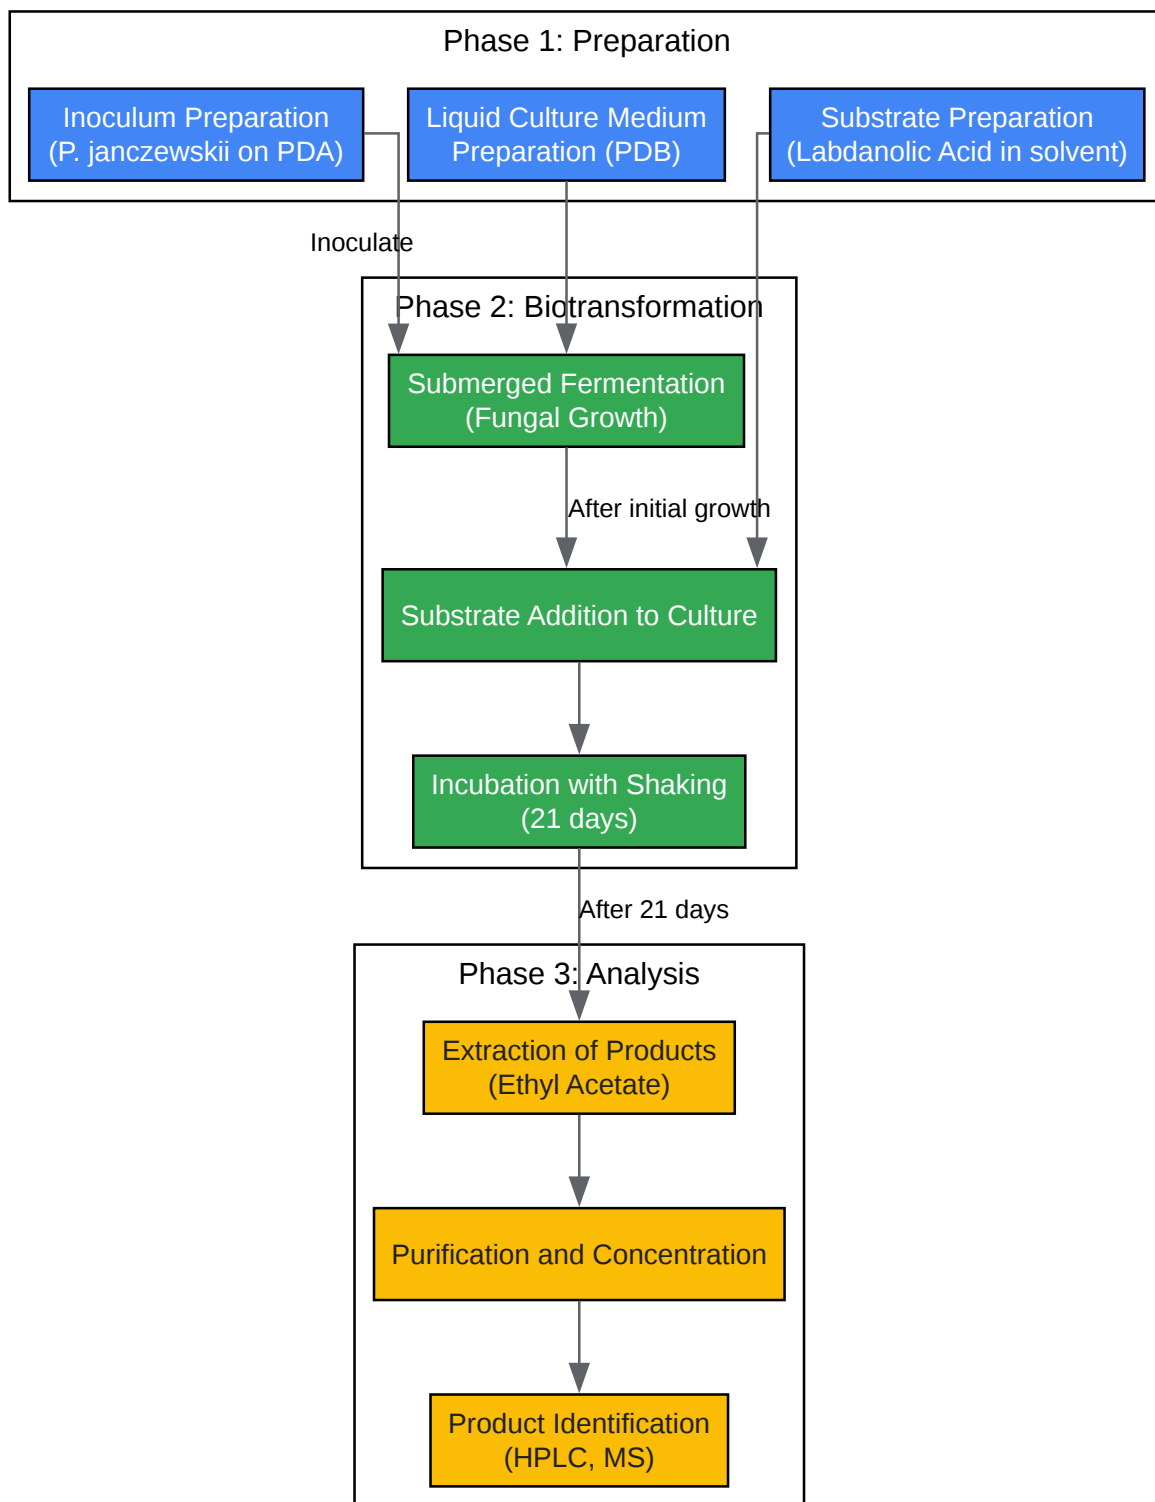 Phase 1: Preparation
Inoculum Preparation
(P. janczewskii on PDA)
Liquid Culture Medium
Preparation (PDB)
Substrate Preparation
(Labdanolic Acid in solvent)
Inoculate
Phase 2: Biotransformation
Submerged Fermentation
(Fungal Growth)
After initial growth
Substrate Addition to Culture
Incubation with Shaking
(21 days)
After 21 days
Phase 3: Analysis
Extraction of Products
(Ethyl Acetate)
Purification and Concentration
Product Identification
(HPLC, MS)